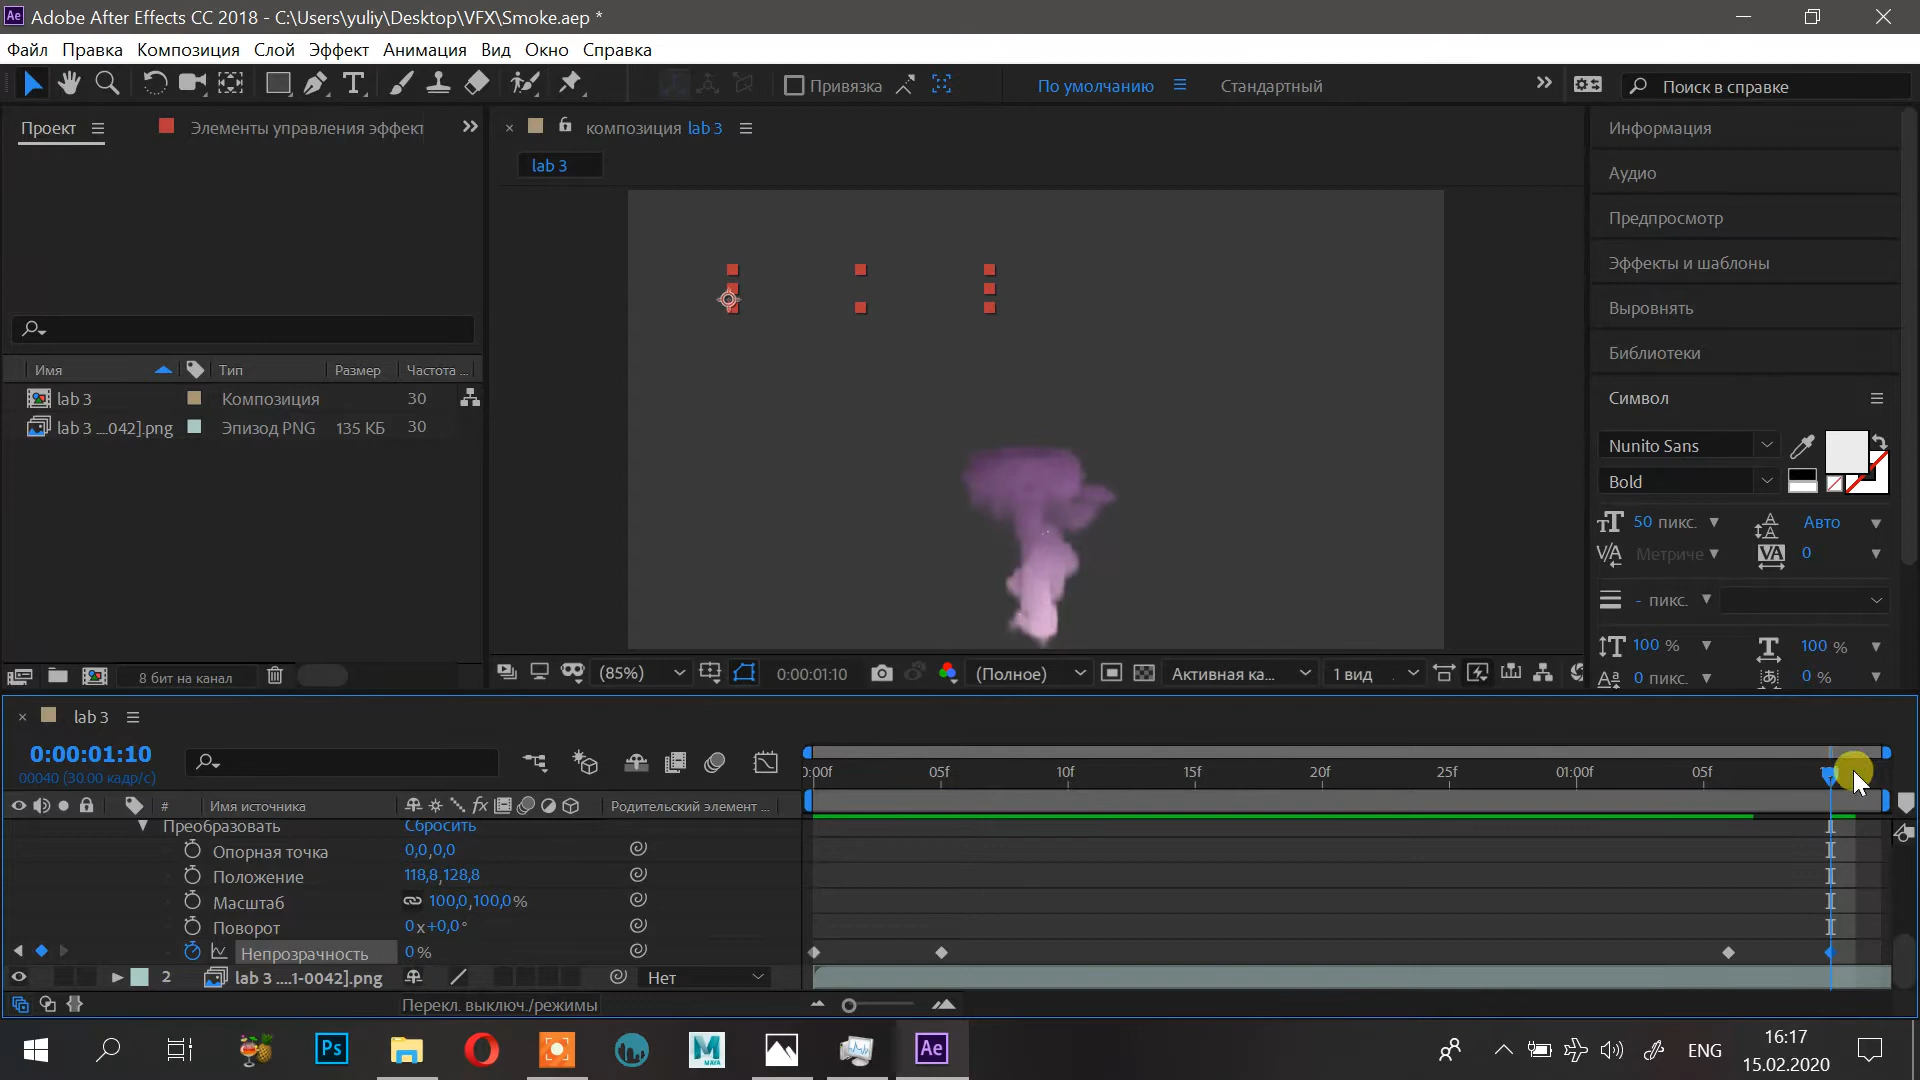 Adobe After Effects CC 2018 - C:\Users\yuliy\Desktop\VFX\Smoke.aep *
Файл Правка Композиция Слой Эффект Анимация Вид Окно Справка
Привязка По умолчанию Стандартный Поиск в справке
Проект Элементы управления эффект композиция lab 3 Информация
lab 3
Аудио
Предпросмотр
Эффекты и шаблоны
Выровнять
Библиотеки
Имя Тип Размер Частота ...
lab 3 Композиция 30
lab 3 ...042].png Эпизод PNG 135 КБ 30
Символ
Nunito Sans
Bold
50 пикс. Авто
Метриче 0
- пикс.
100 % 100 %
0 пикс. 0 %
8 бит на канал (85%) 0:00:01:10 (Полное) Активная ка... 1 вид
lab 3
0:00:01:10
00040 (30.00 кадр/с)
0:00f 05f 10f 15f 20f 25f 01:00f 05f
# Имя источника Родительский элемент ...
Преобразовать Сбросить
Опорная точка 0,0,0,0
Положение 118,8,128,8
Масштаб 100,0,100,0%
Поворот 0x+0,0°
Непрозрачность 0 %
2 lab 3 ....1-0042].png Нет
Перекл. выключ./режимы
Ps Ae ENG 16:17
15.02.2020